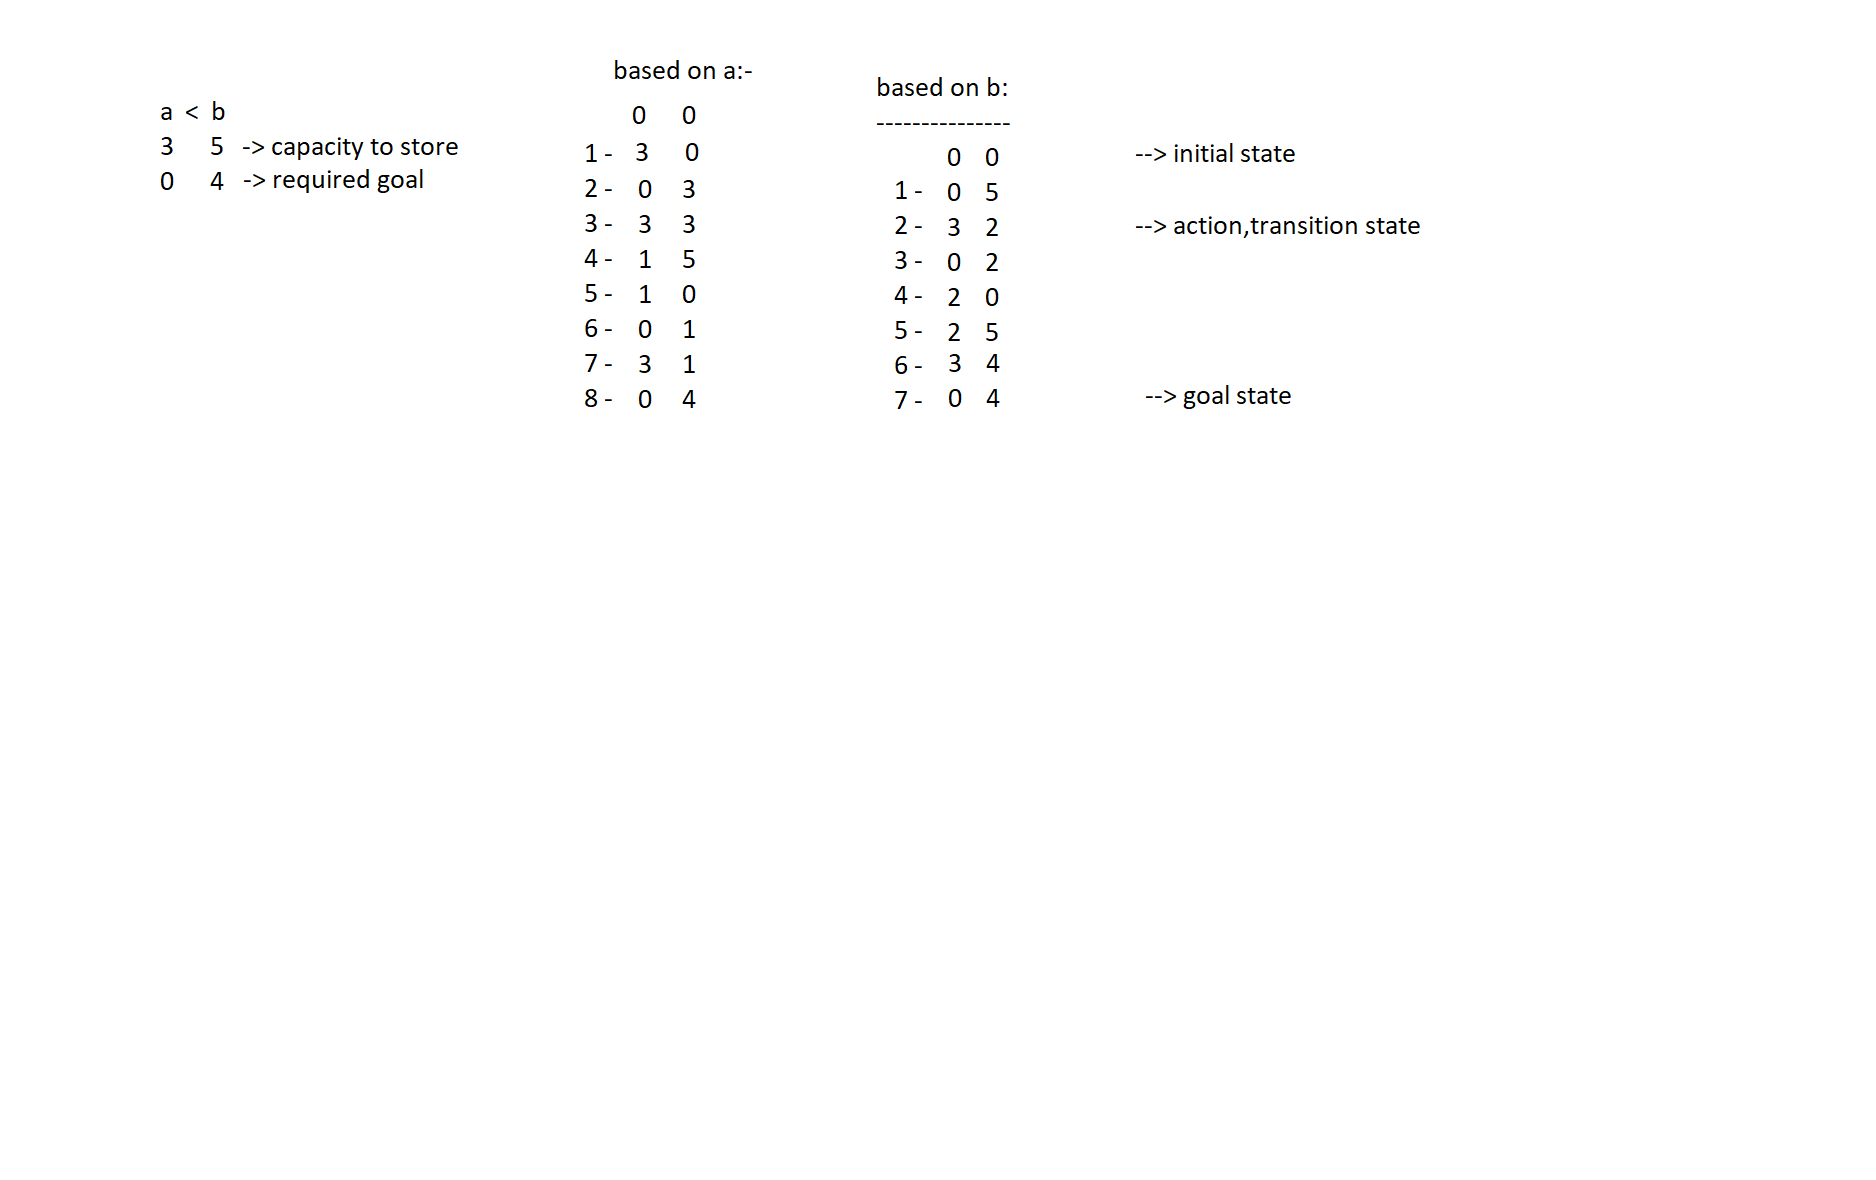 a < b
3 5 -> capacity to store
0 4 -> required goal
based on a:-
0 0
1 - 3 0
2 - 0 3
3 - 3 3
4 - 1 5
5 - 1 0
6 - 0 1
7 - 3 1
8 - 0 4
based on b:
---------------
0 0
1 - 0 5
2 - 3 2
3 - 0 2
4 - 2 0
5 - 2 5
6 - 3 4
7 - 0 4
--> initial state
--> action,transition state
--> goal state